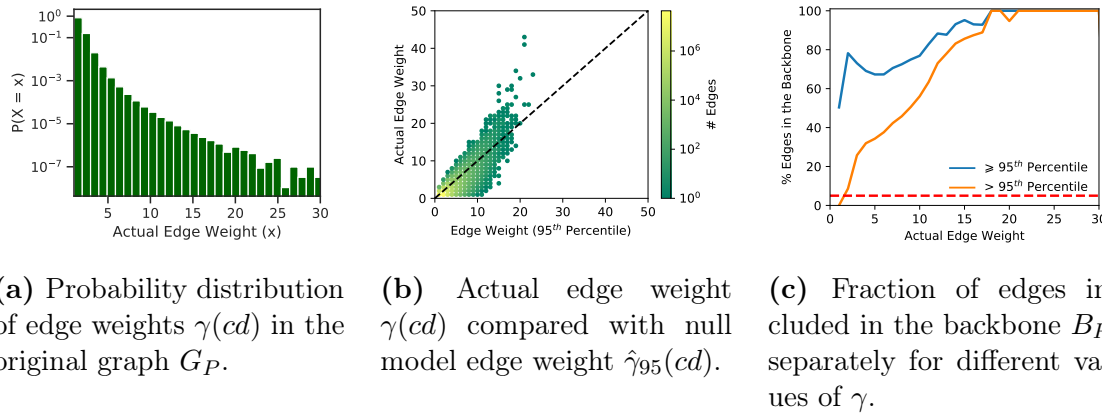 10^0
10^-1
10^-3
10^-5
10^-7
P(X = x)
5 10 15 20 25 30
Actual Edge Weight (x)
50
40
30
20
10
0
Actual Edge Weight
0 10 20 30 40 50
Edge Weight (95^th Percentile)
10^6
10^4
10^2
10^0
# Edges
100
80
60
40
20
0
% Edges in the Backbone
⩾ 95^th Percentile
> 95^th Percentile
0 5 10 15 20 25 30
Actual Edge Weight
(a) Probability distribution
of edge weights γ(cd) in the
original graph G_P.
(b) Actual edge weight
γ(cd) compared with null
model edge weight γ̂_95(cd).
(c) Fraction of edges in
cluded in the backbone B_P
separately for different va
ues of γ.